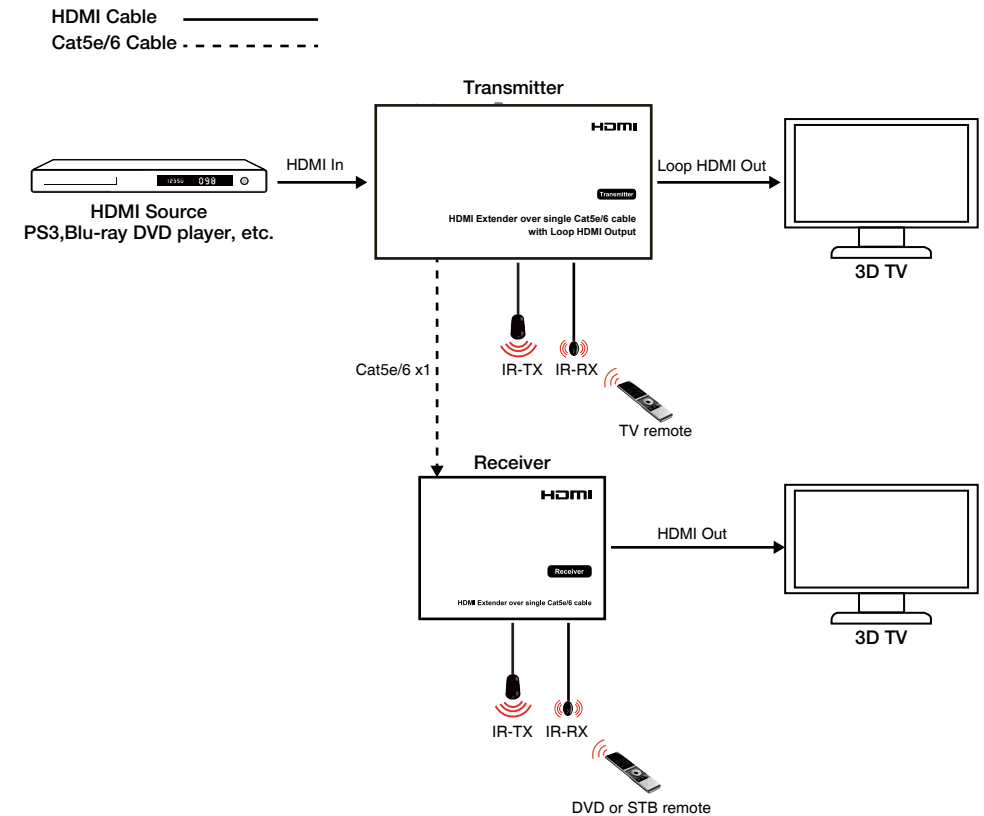 HDMI Cable
Cat5e/6 Cable
Transmitter
HDMI
HDMI In
Loop HDMI Out
Transmitter
HDMI Extender over single Cat5e/6 cable
with Loop HDMI Output
098
HDMI Source
PS3,Blu-ray DVD player, etc.
3D TV
IR-TX
IR-RX
Cat5e/6 x1
TV remote
Receiver
HDMI
HDMI Out
Receiver
HDMI Extender over single Cat5e/6 cable
3D TV
IR-TX
IR-RX
DVD or STB remote